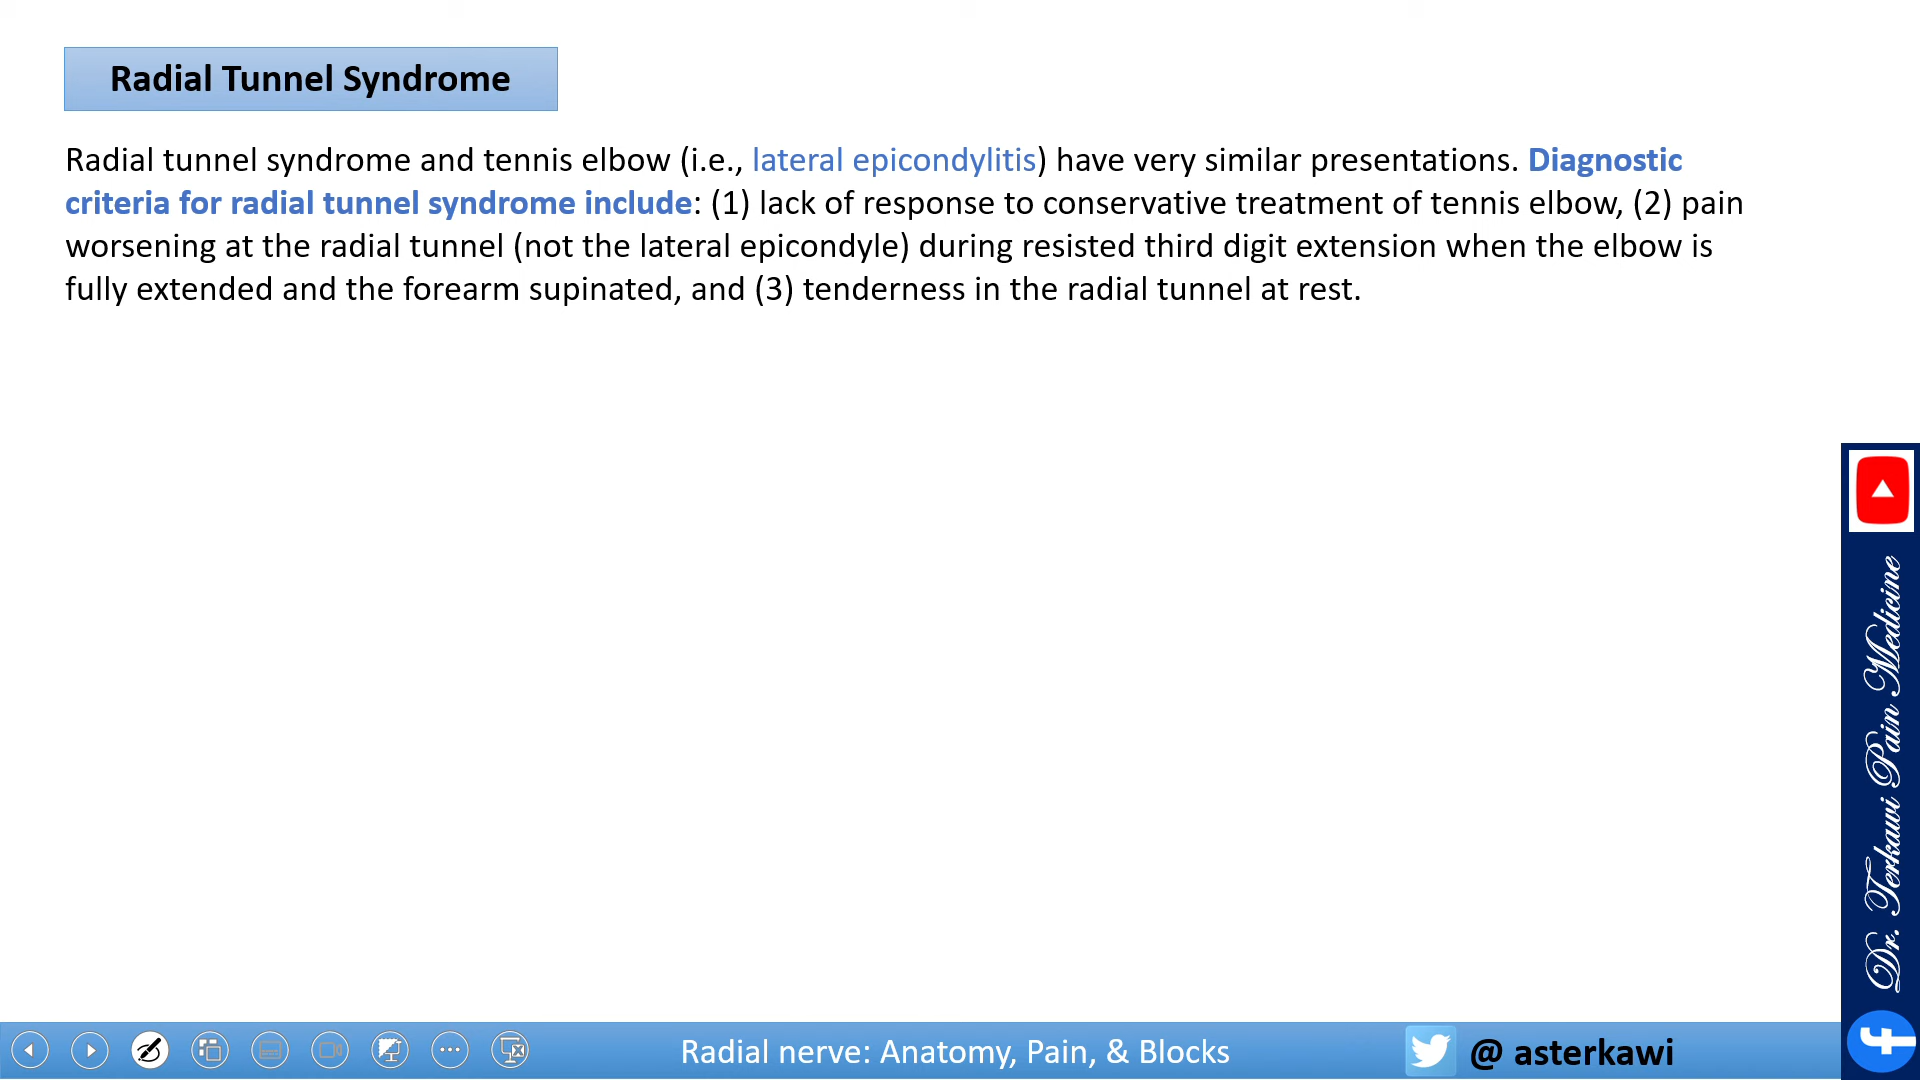 Radial Tunnel Syndrome
Radial tunnel syndrome and tennis elbow (i.e., lateral epicondylitis) have very similar presentations. Diagnostic
criteria for radial tunnel syndrome include: (1) lack of response to conservative treatment of tennis elbow, (2) pain
worsening at the radial tunnel (not the lateral epicondyle) during resisted third digit extension when the elbow is
fully extended and the forearm supinated, and (3) tenderness in the radial tunnel at rest.
Dr. Terkawi Pain Medicine
Radial nerve: Anatomy, Pain, & Blocks
@ asterkawi